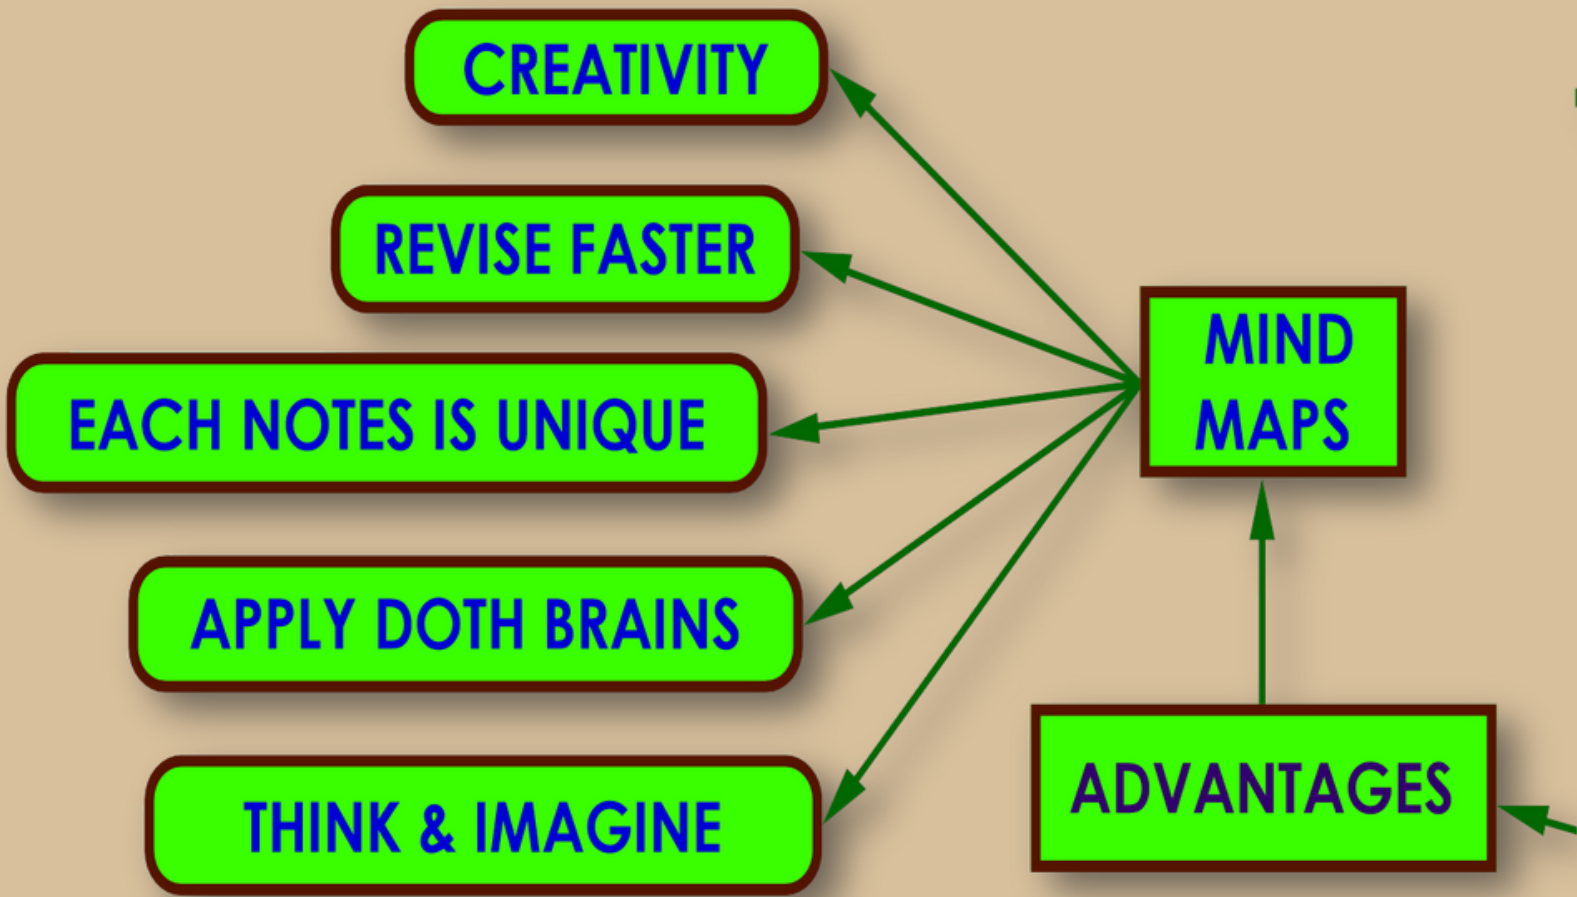 CREATIVITY
REVISE FASTER
EACH NOTES IS UNIQUE
APPLY DOTH BRAINS
THINK & IMAGINE
MIND
MAPS
ADVANTAGES